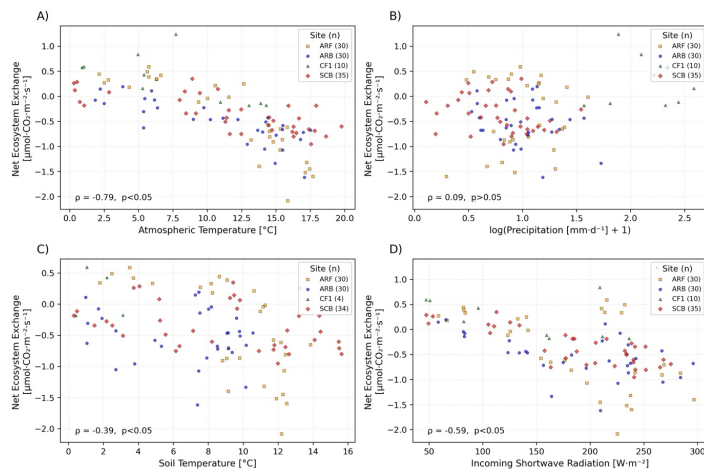 A)
Net Ecosystem Exchange
[μmol·CO₂·m⁻²·s⁻¹]
1.0
0.5
0.0
−0.5
−1.0
−1.5
−2.0
Site (n)
ARF (30)
ARB (30)
CF1 (10)
SCB (35)
ρ = -0.79, p<0.05
0.0 2.5 5.0 7.5 10.0 12.5 15.0 17.5 20.0
Atmospheric Temperature [°C]
B)
Net Ecosystem Exchange
[μmol·CO₂·m⁻²·s⁻¹]
1.0
0.5
0.0
−0.5
−1.0
−1.5
−2.0
Site (n)
ARF (30)
ARB (30)
CF1 (10)
SCB (35)
ρ = 0.09, p>0.05
0.0 0.5 1.0 1.5 2.0 2.5
log(Precipitation [mm·d⁻¹] + 1)
C)
Net Ecosystem Exchange
[μmol·CO₂·m⁻²·s⁻¹]
0.5
0.0
−0.5
−1.0
−1.5
−2.0
Site (n)
ARF (30)
ARB (30)
CF1 (4)
SCB (34)
ρ = -0.39, p<0.05
0 2 4 6 8 10 12 14 16
Soil Temperature [°C]
D)
Net Ecosystem Exchange
[μmol·CO₂·m⁻²·s⁻¹]
1.0
0.5
0.0
−0.5
−1.0
−1.5
−2.0
Site (n)
ARF (30)
ARB (30)
CF1 (10)
SCB (35)
ρ = -0.59, p<0.05
50 100 150 200 250 300
Incoming Shortwave Radiation [W·m⁻²]